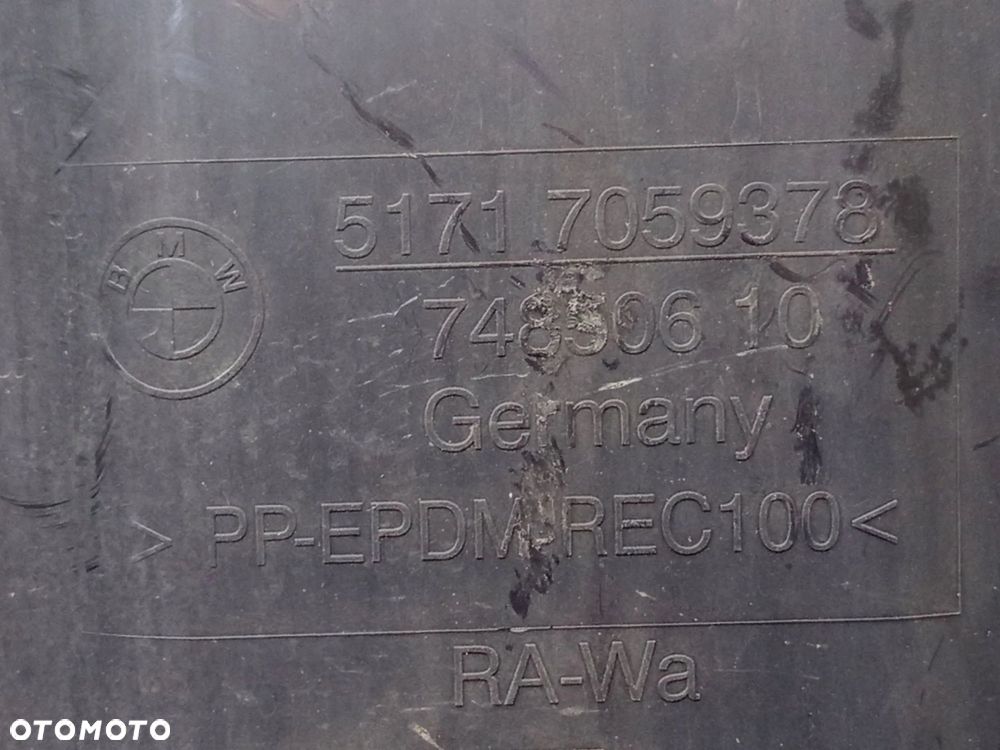 BMW
5171 7059378
748506 10
Germany
> PP-EPDM-REC100 <
RA-Wa
OTOMOTO